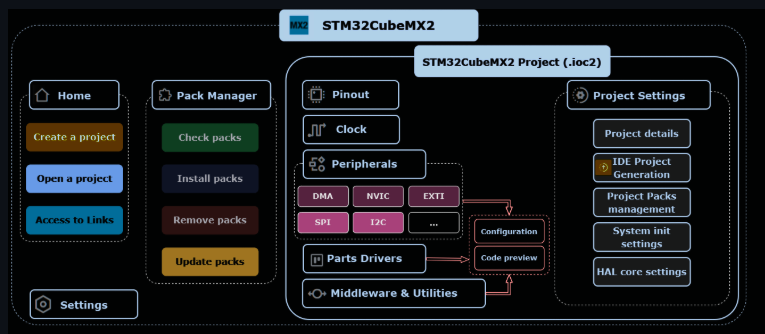 MX2
STM32CubeMX2
STM32CubeMX2 Project (.ioc2)
Home
Create a project
Open a project
Access to Links
Pack Manager
Check packs
Install packs
Remove packs
Update packs
Settings
Pinout
Clock
Peripherals
DMA
NVIC
EXTI
SPI
I2C
...
Parts Drivers
Middleware & Utilities
Configuration
Code preview
Project Settings
Project details
IDE Project
Generation
Project Packs
management
System init
settings
HAL core settings